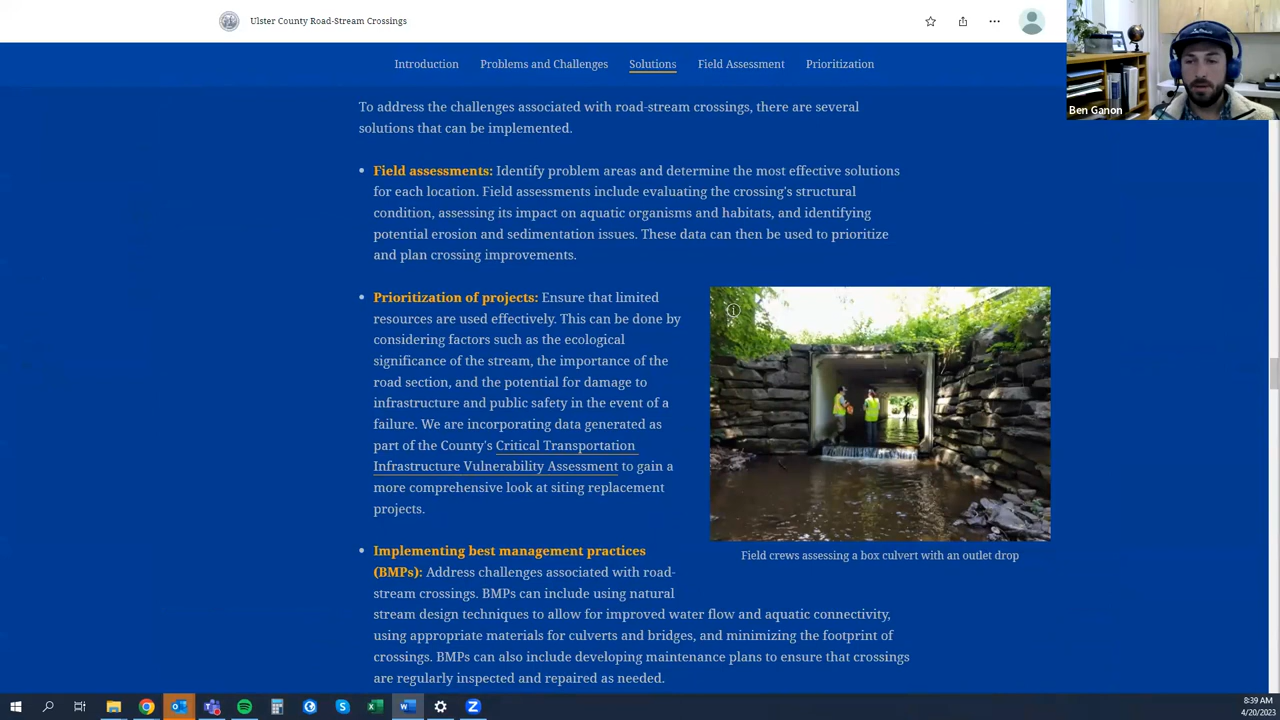 Ulster County Road-Stream Crossings
Introduction
Problems and Challenges
Solutions
Field Assessment
Prioritization
Ben Ganon
To address the challenges associated with road-stream crossings, there are several
solutions that can be implemented.
• Field assessments: Identify problem areas and determine the most effective solutions
for each location. Field assessments include evaluating the crossing's structural
condition, assessing its impact on aquatic organisms and habitats, and identifying
potential erosion and sedimentation issues. These data can then be used to prioritize
and plan crossing improvements.
• Prioritization of projects: Ensure that limited
resources are used effectively. This can be done by
considering factors such as the ecological
significance of the stream, the importance of the
road section, and the potential for damage to
infrastructure and public safety in the event of a
failure. We are incorporating data generated as
part of the County's Critical Transportation
Infrastructure Vulnerability Assessment to gain a
more comprehensive look at siting replacement
projects.
Field crews assessing a box culvert with an outlet drop
• Implementing best management practices
(BMPs): Address challenges associated with road-
stream crossings. BMPs can include using natural
stream design techniques to allow for improved water flow and aquatic connectivity,
using appropriate materials for culverts and bridges, and minimizing the footprint of
crossings. BMPs can also include developing maintenance plans to ensure that crossings
are regularly inspected and repaired as needed.
8:39 AM
4/20/2023